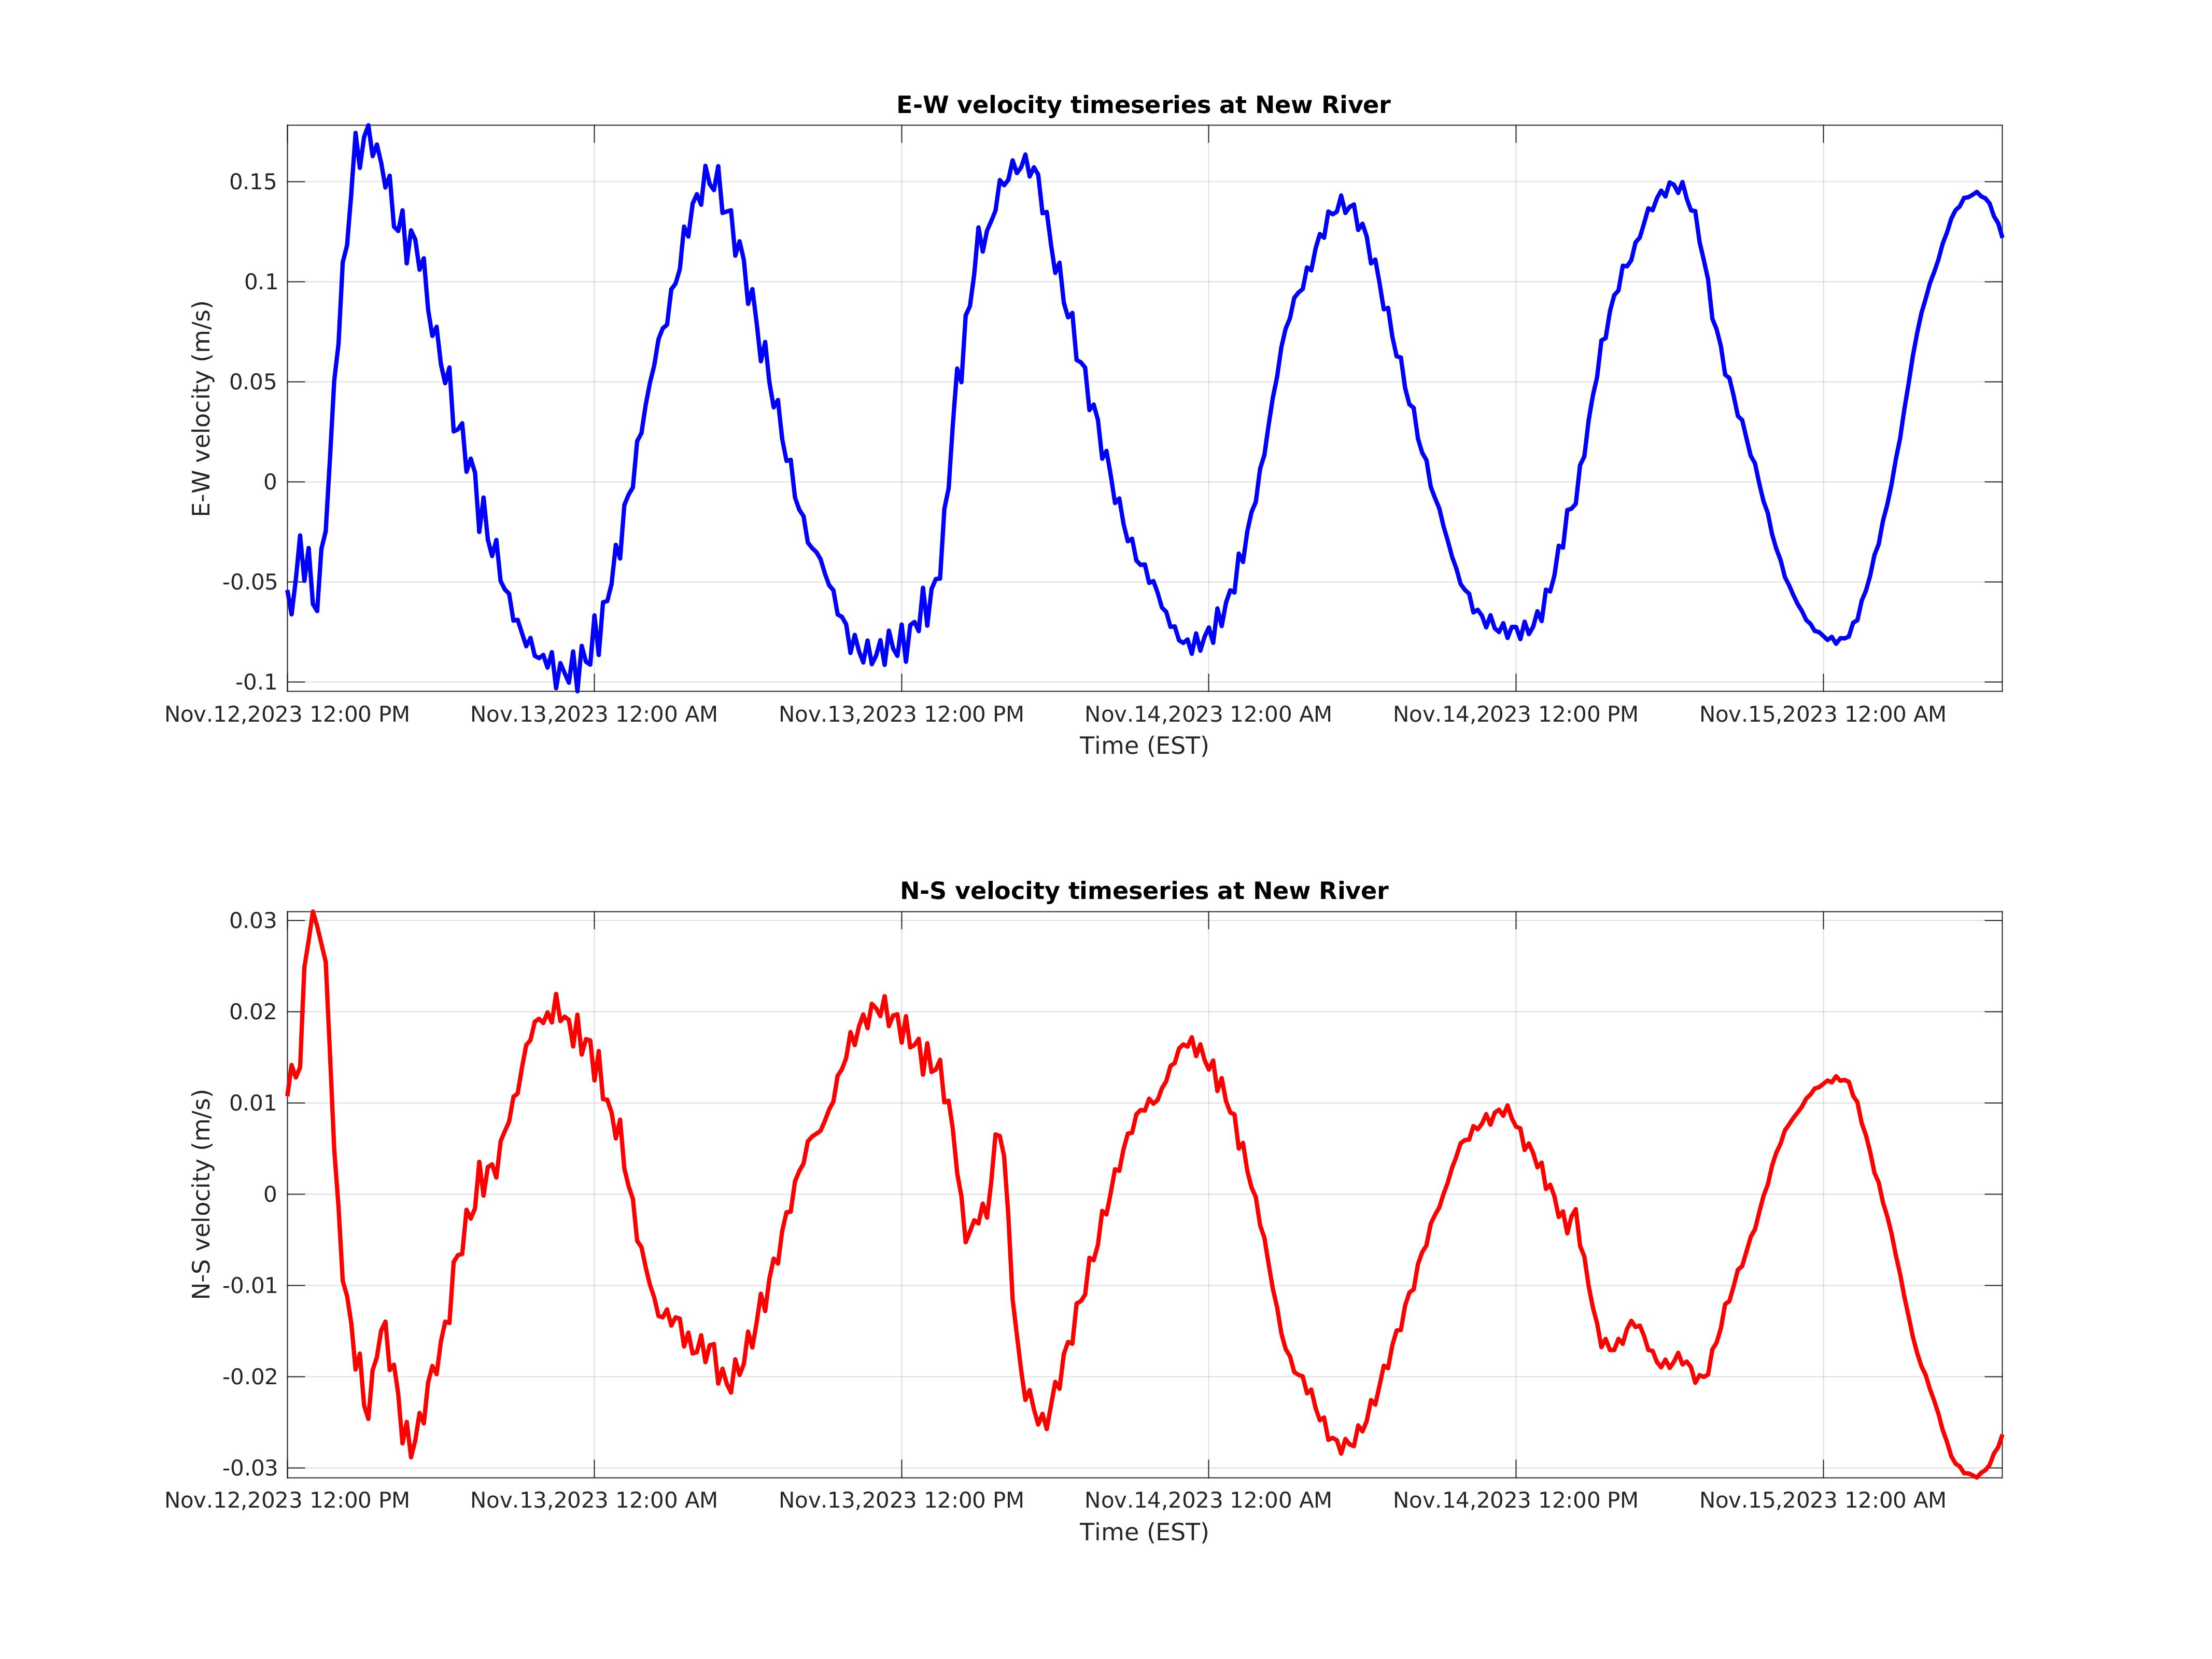 E-W velocity timeseries at New River
E-W velocity (m/s)
0.15
0.1
0.05
0
-0.05
-0.1
Nov.12,2023 12:00 PM Nov.13,2023 12:00 AM Nov.13,2023 12:00 PM Nov.14,2023 12:00 AM Nov.14,2023 12:00 PM Nov.15,2023 12:00 AM
Time (EST)
N-S velocity timeseries at New River
N-S velocity (m/s)
0.03
0.02
0.01
0
-0.01
-0.02
-0.03
Nov.12,2023 12:00 PM Nov.13,2023 12:00 AM Nov.13,2023 12:00 PM Nov.14,2023 12:00 AM Nov.14,2023 12:00 PM Nov.15,2023 12:00 AM
Time (EST)